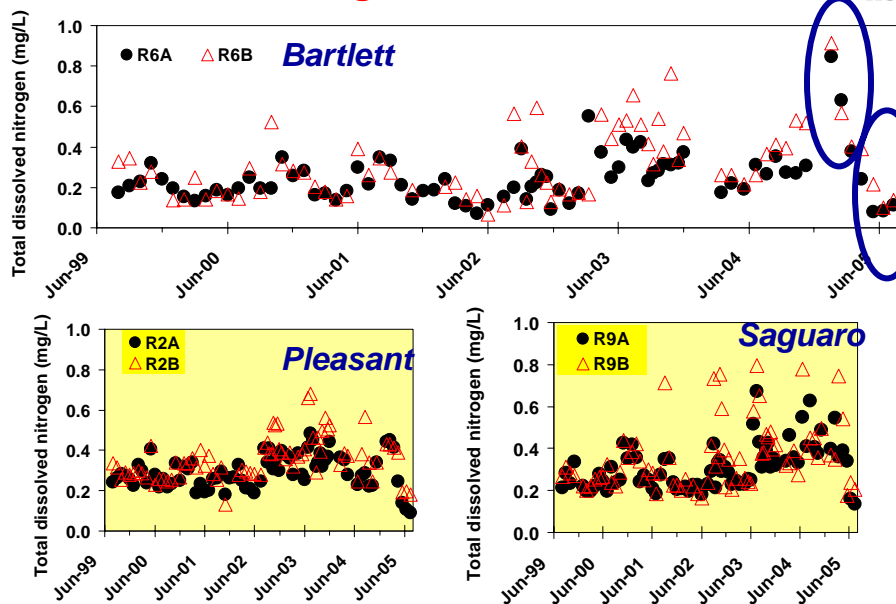 Total dissolved nitrogen (mg/L)
1.0
0.8
0.6
0.4
0.2
0.0
R6A R6B
Bartlett
Jun-99
Jun-00
Jun-01
Jun-02
Jun-03
Jun-04
Jun-05
Total dissolved nitrogen (mg/L)
1.0
0.8
0.6
0.4
0.2
0.0
R2A
R2B
Pleasant
Jun-99
Jun-00
Jun-01
Jun-02
Jun-03
Jun-04
Jun-05
Total dissolved nitrogen (mg/L)
1.0
0.8
0.6
0.4
0.2
0.0
R9A
R9B
Saguaro
Jun-99
Jun-00
Jun-01
Jun-02
Jun-03
Jun-04
Jun-05